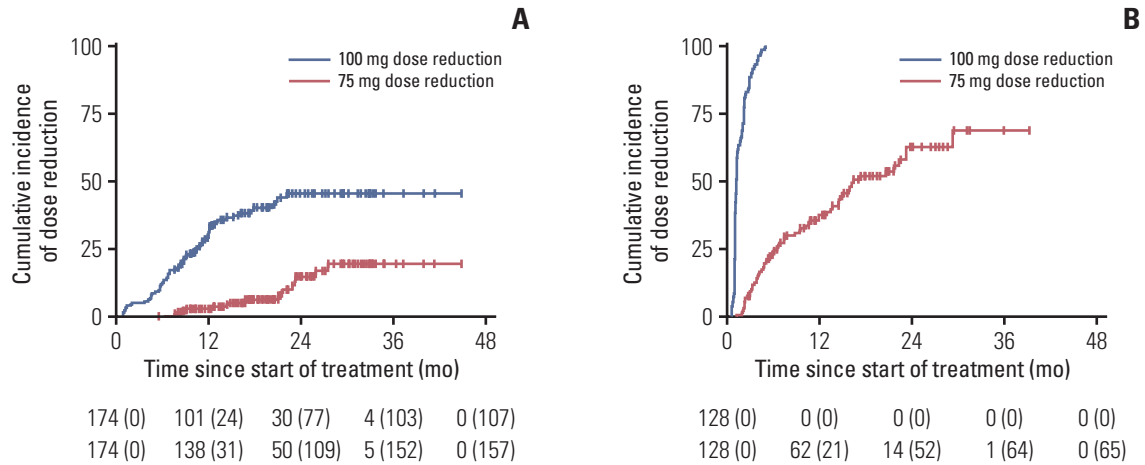 A
100
75
50
25
0
Cumulative incidence
of dose reduction
100 mg dose reduction
75 mg dose reduction
0 12 24 36 48
Time since start of treatment (mo)
174 (0) 101 (24) 30 (77) 4 (103) 0 (107)
174 (0) 138 (31) 50 (109) 5 (152) 0 (157)
B
100
75
50
25
0
Cumulative incidence
of dose reduction
100 mg dose reduction
75 mg dose reduction
0 12 24 36 48
Time since start of treatment (mo)
128 (0) 0 (0) 0 (0) 0 (0) 0 (0)
128 (0) 62 (21) 14 (52) 1 (64) 0 (65)